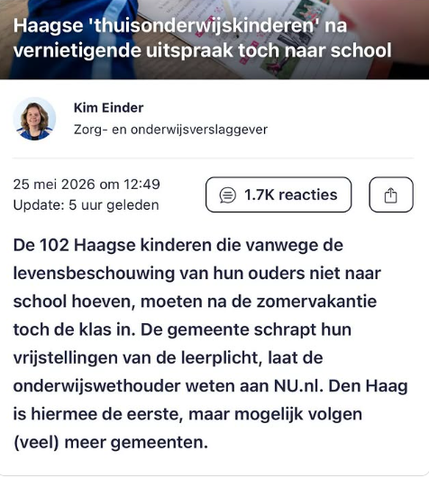 Haagse 'thuisonderwijskinderen' na
vernietigende uitspraak toch naar school
Kim Einder
Zorg- en onderwijsverslaggever
25 mei 2026 om 12:49
Update: 5 uur geleden
1.7K reacties
De 102 Haagse kinderen die vanwege de
levensbeschouwing van hun ouders niet naar
school hoeven, moeten na de zomervakantie
toch de klas in. De gemeente schrapt hun
vrijstellingen van de leerplicht, laat de
onderwijswethouder weten aan NU.nl. Den Haag
is hiermee de eerste, maar mogelijk volgen
(veel) meer gemeenten.